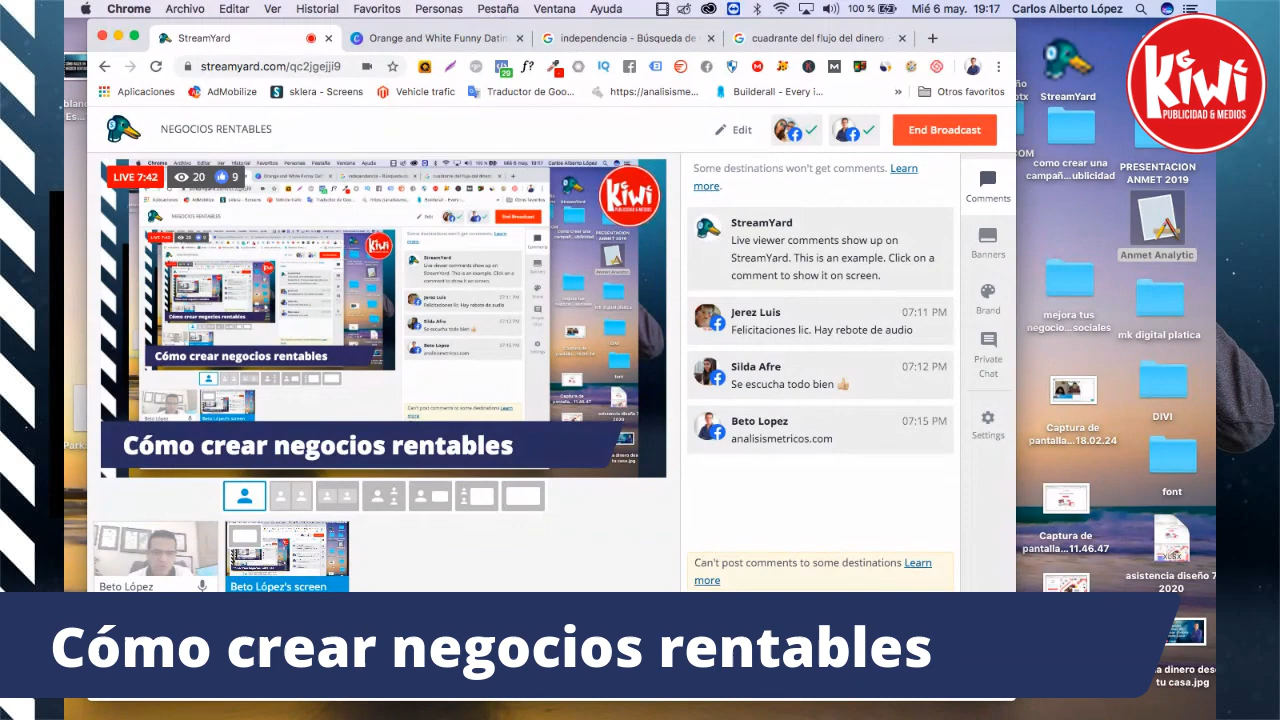 Chrome Archivo Editar Ver Historial Favoritos Personas Pestaña Ventana Ayuda 100 % Mié 6 may. 19:17 Carlos Alberto López
StreamYard
Orange and White Funny Datin
independencia - Búsqueda de
cuadrante del flujo del dinero
streamyard.com/qc2jgejji9
Aplicaciones AdMobilize sklera - Screens Vehicle trafic Traductor de Goo... https://analisisme... Builderall - Every i... » Otros favoritos
NEGOCIOS RENTABLES
Edit
End Broadcast
LIVE 7:42 20 9
Some destinations won't get comments. Learn
more.
StreamYard
Live viewer comments show up on
StreamYard. This is an example. Click on a
comment to show it on screen.
Jerez Luis 07:11 PM
Felicitaciones lic. Hay rebote de audio
Silda Afre 07:12 PM
Se escucha todo bien 👍🏼
Beto Lopez 07:15 PM
analisismetricos.com
Can't post comments to some destinations Learn
more
Comments
Banners
Brand
Private
Chat
Settings
Cómo crear negocios rentables
Beto López
Beto López's screen
StreamYard
como crear una
campañ...ublicidad
PRESENTACION
ANMET 2019
Anmet Analytic
mejora tus
negocio...sociales
mk digital platica
DIVI
Captura de
pantalla...18.02.24
font
Captura de
pantalla...11.46.47
asistencia diseño 7
2020
a dinero des
tu casa.jpg
KiWi
PUBLICIDAD & MEDIOS
Cómo crear negocios rentables